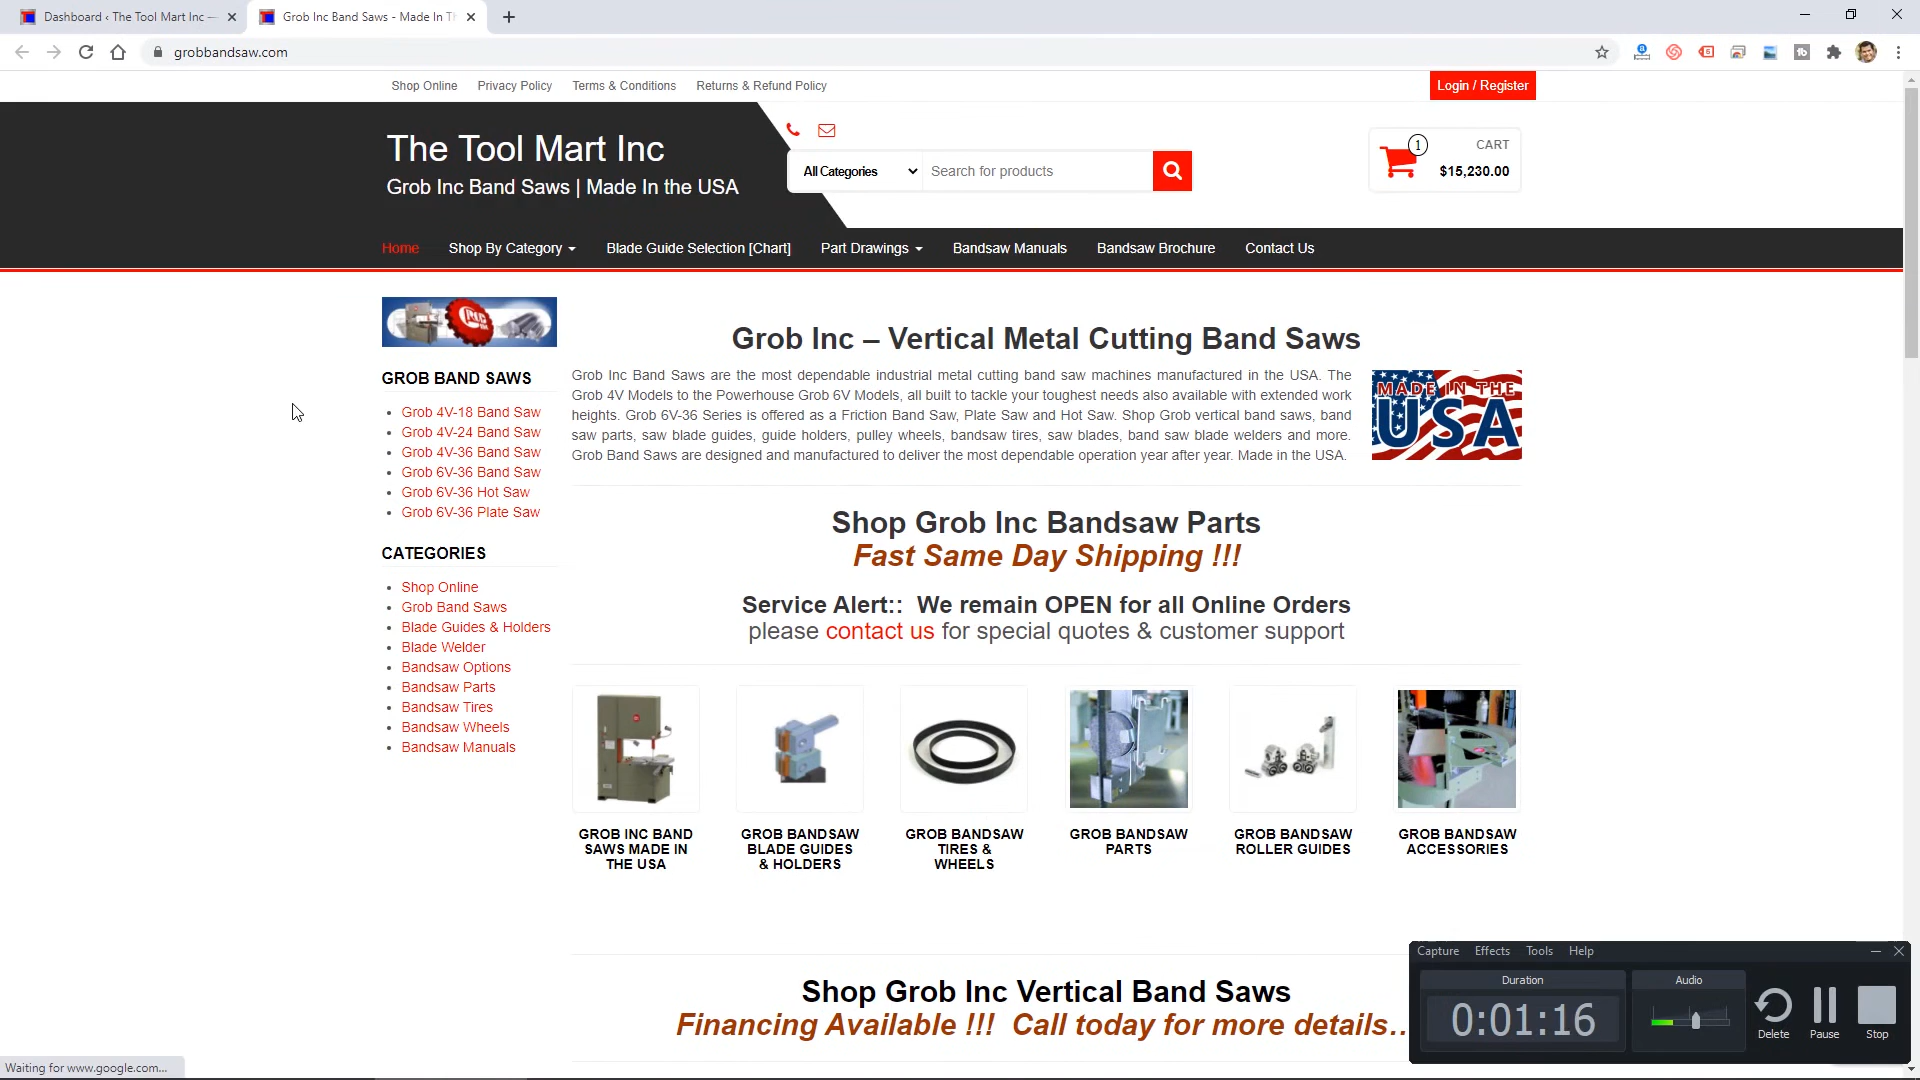 Dashboard ‹ The Tool Mart Inc —
Grob Inc Band Saws - Made In Th
grobbandsaw.com
Shop Online
Privacy Policy
Terms & Conditions
Returns & Refund Policy
Login / Register
The Tool Mart Inc
Grob Inc Band Saws | Made In the USA
All Categories
Search for products
1
CART
$15,230.00
Home
Shop By Category
Blade Guide Selection [Chart]
Part Drawings
Bandsaw Manuals
Bandsaw Brochure
Contact Us
GROB BAND SAWS
Grob 4V-18 Band Saw
Grob 4V-24 Band Saw
Grob 4V-36 Band Saw
Grob 6V-36 Band Saw
Grob 6V-36 Hot Saw
Grob 6V-36 Plate Saw
CATEGORIES
Shop Online
Grob Band Saws
Blade Guides & Holders
Blade Welder
Bandsaw Options
Bandsaw Parts
Bandsaw Tires
Bandsaw Wheels
Bandsaw Manuals
Grob Inc – Vertical Metal Cutting Band Saws
Grob Inc Band Saws are the most dependable industrial metal cutting band saw machines manufactured in the USA. The
Grob 4V Models to the Powerhouse Grob 6V Models, all built to tackle your toughest needs also available with extended work
heights. Grob 6V-36 Series is offered as a Friction Band Saw, Plate Saw and Hot Saw. Shop Grob vertical band saws, band
saw parts, saw blade guides, guide holders, pulley wheels, bandsaw tires, saw blades, band saw blade welders and more.
Grob Band Saws are designed and manufactured to deliver the most dependable operation year after year. Made in the USA.
MADE IN THE
USA
Shop Grob Inc Bandsaw Parts
Fast Same Day Shipping !!!
Service Alert:: We remain OPEN for all Online Orders
please contact us for special quotes & customer support
GROB INC BAND
SAWS MADE IN
THE USA
GROB BANDSAW
BLADE GUIDES
& HOLDERS
GROB BANDSAW
TIRES &
WHEELS
GROB BANDSAW
PARTS
GROB BANDSAW
ROLLER GUIDES
GROB BANDSAW
ACCESSORIES
Shop Grob Inc Vertical Band Saws
Financing Available !!! Call today for more details..
Capture
Effects
Tools
Help
Duration
0:01:16
Audio
Delete
Pause
Stop
Waiting for www.google.com...